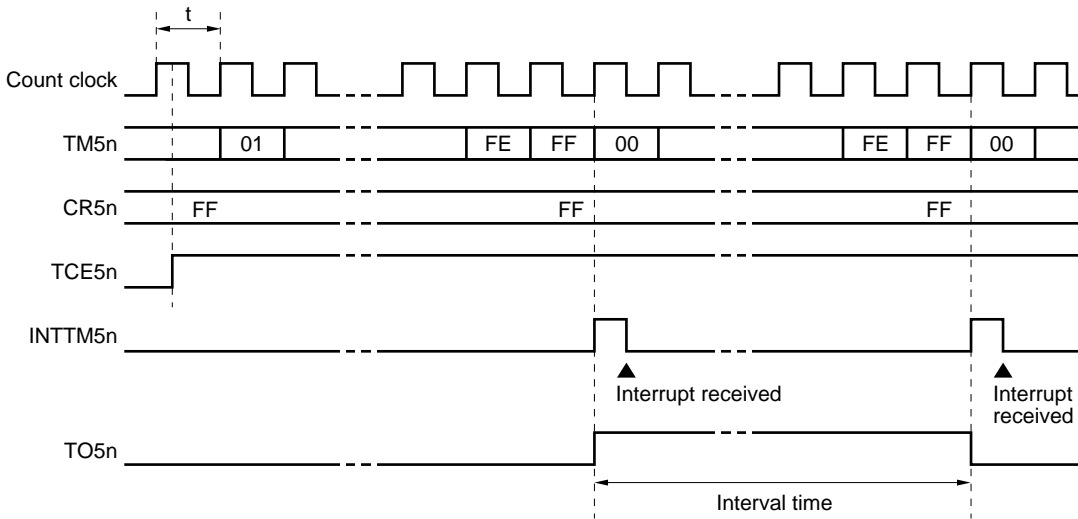 t
Count clock
TM5n 01 FE FF 00 FE FF 00
CR5n FF FF FF
TCE5n
INTTM5n
Interrupt received Interrupt
received
TO5n
Interval time